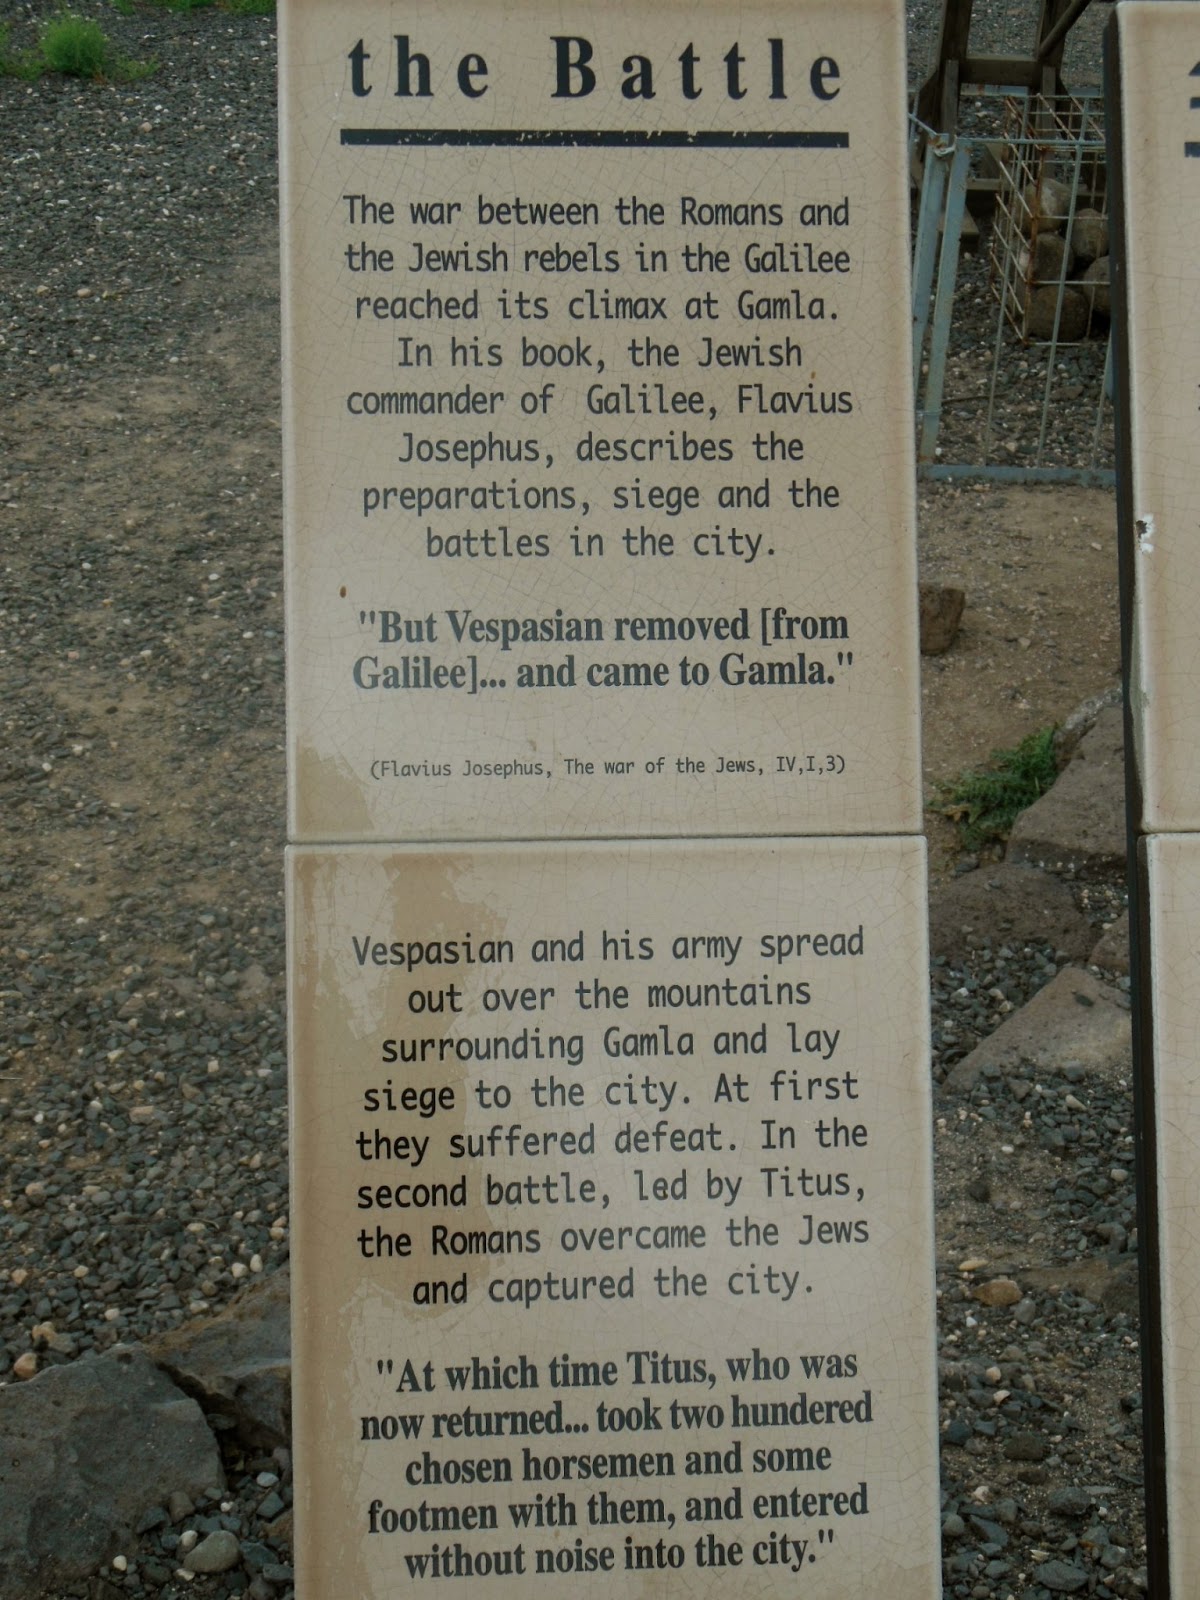 the Battle
The war between the Romans and
the Jewish rebels in the Galilee
reached its climax at Gamla.
In his book, the Jewish
commander of Galilee, Flavius
Josephus, describes the
preparations, siege and the
battles in the city.
"But Vespasian removed [from
Galilee]... and came to Gamla."
(Flavius Josephus, The war of the Jews, IV,I,3)
Vespasian and his army spread
out over the mountains
surrounding Gamla and lay
siege to the city. At first
they suffered defeat. In the
second battle, led by Titus,
the Romans overcame the Jews
and captured the city.
"At which time Titus, who was
now returned... took two hundered
chosen horsemen and some
footmen with them, and entered
without noise into the city."